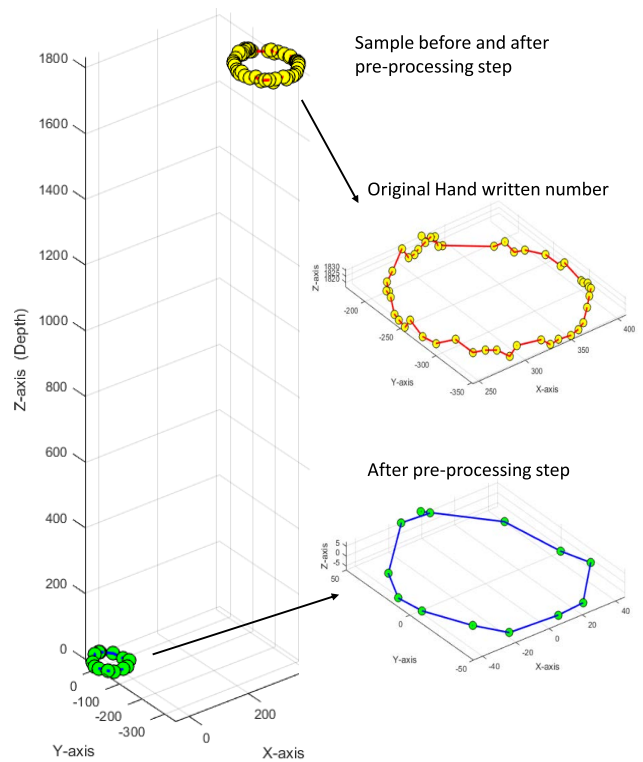 Sample before and after
pre-processing step
1800
1600
1400
1200
1000
800
600
400
200
0
Z-axis (Depth)
0
-100
-200
-300
Y-axis
0
200
X-axis
Original Hand written number
1830
1825
1820
Z-axis
-200
-250
-300
-350
Y-axis
250
300
350
400
X-axis
After pre-processing step
5
0
-5
Z-axis
50
0
-50
Y-axis
-40
-20
0
20
40
X-axis